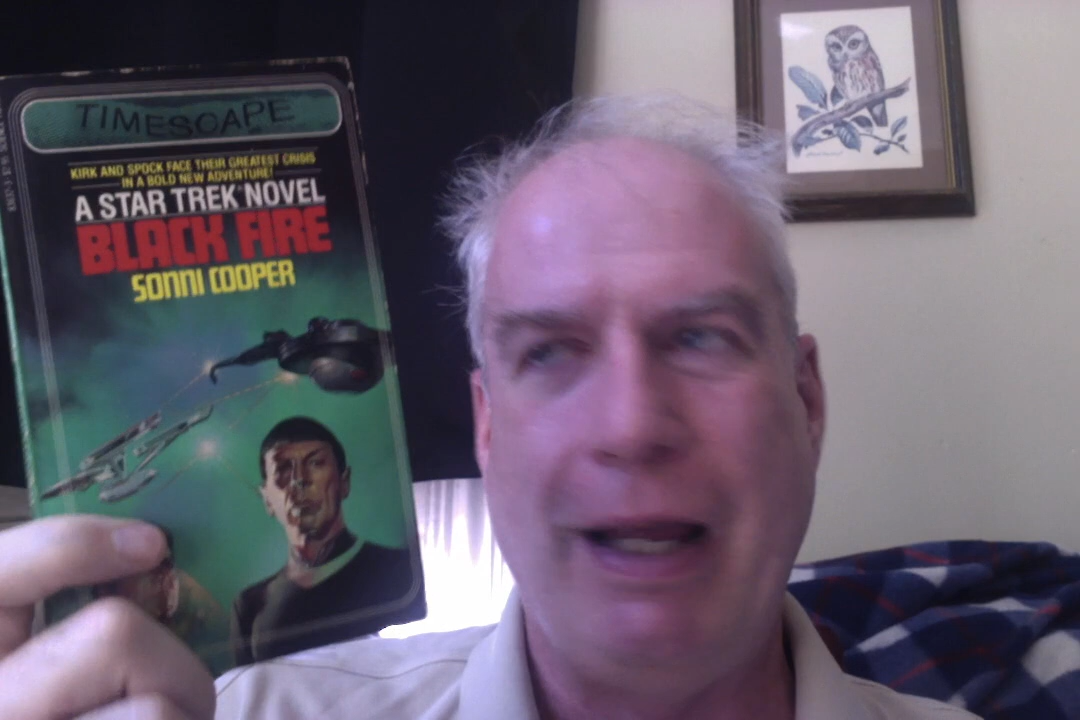 TIMESCAPE
KIRK AND SPOCK FACE THEIR GREATEST CRISIS
IN A BOLD NEW ADVENTURE!
A STAR TREK NOVEL
BLACK FIRE
SONNI COOPER